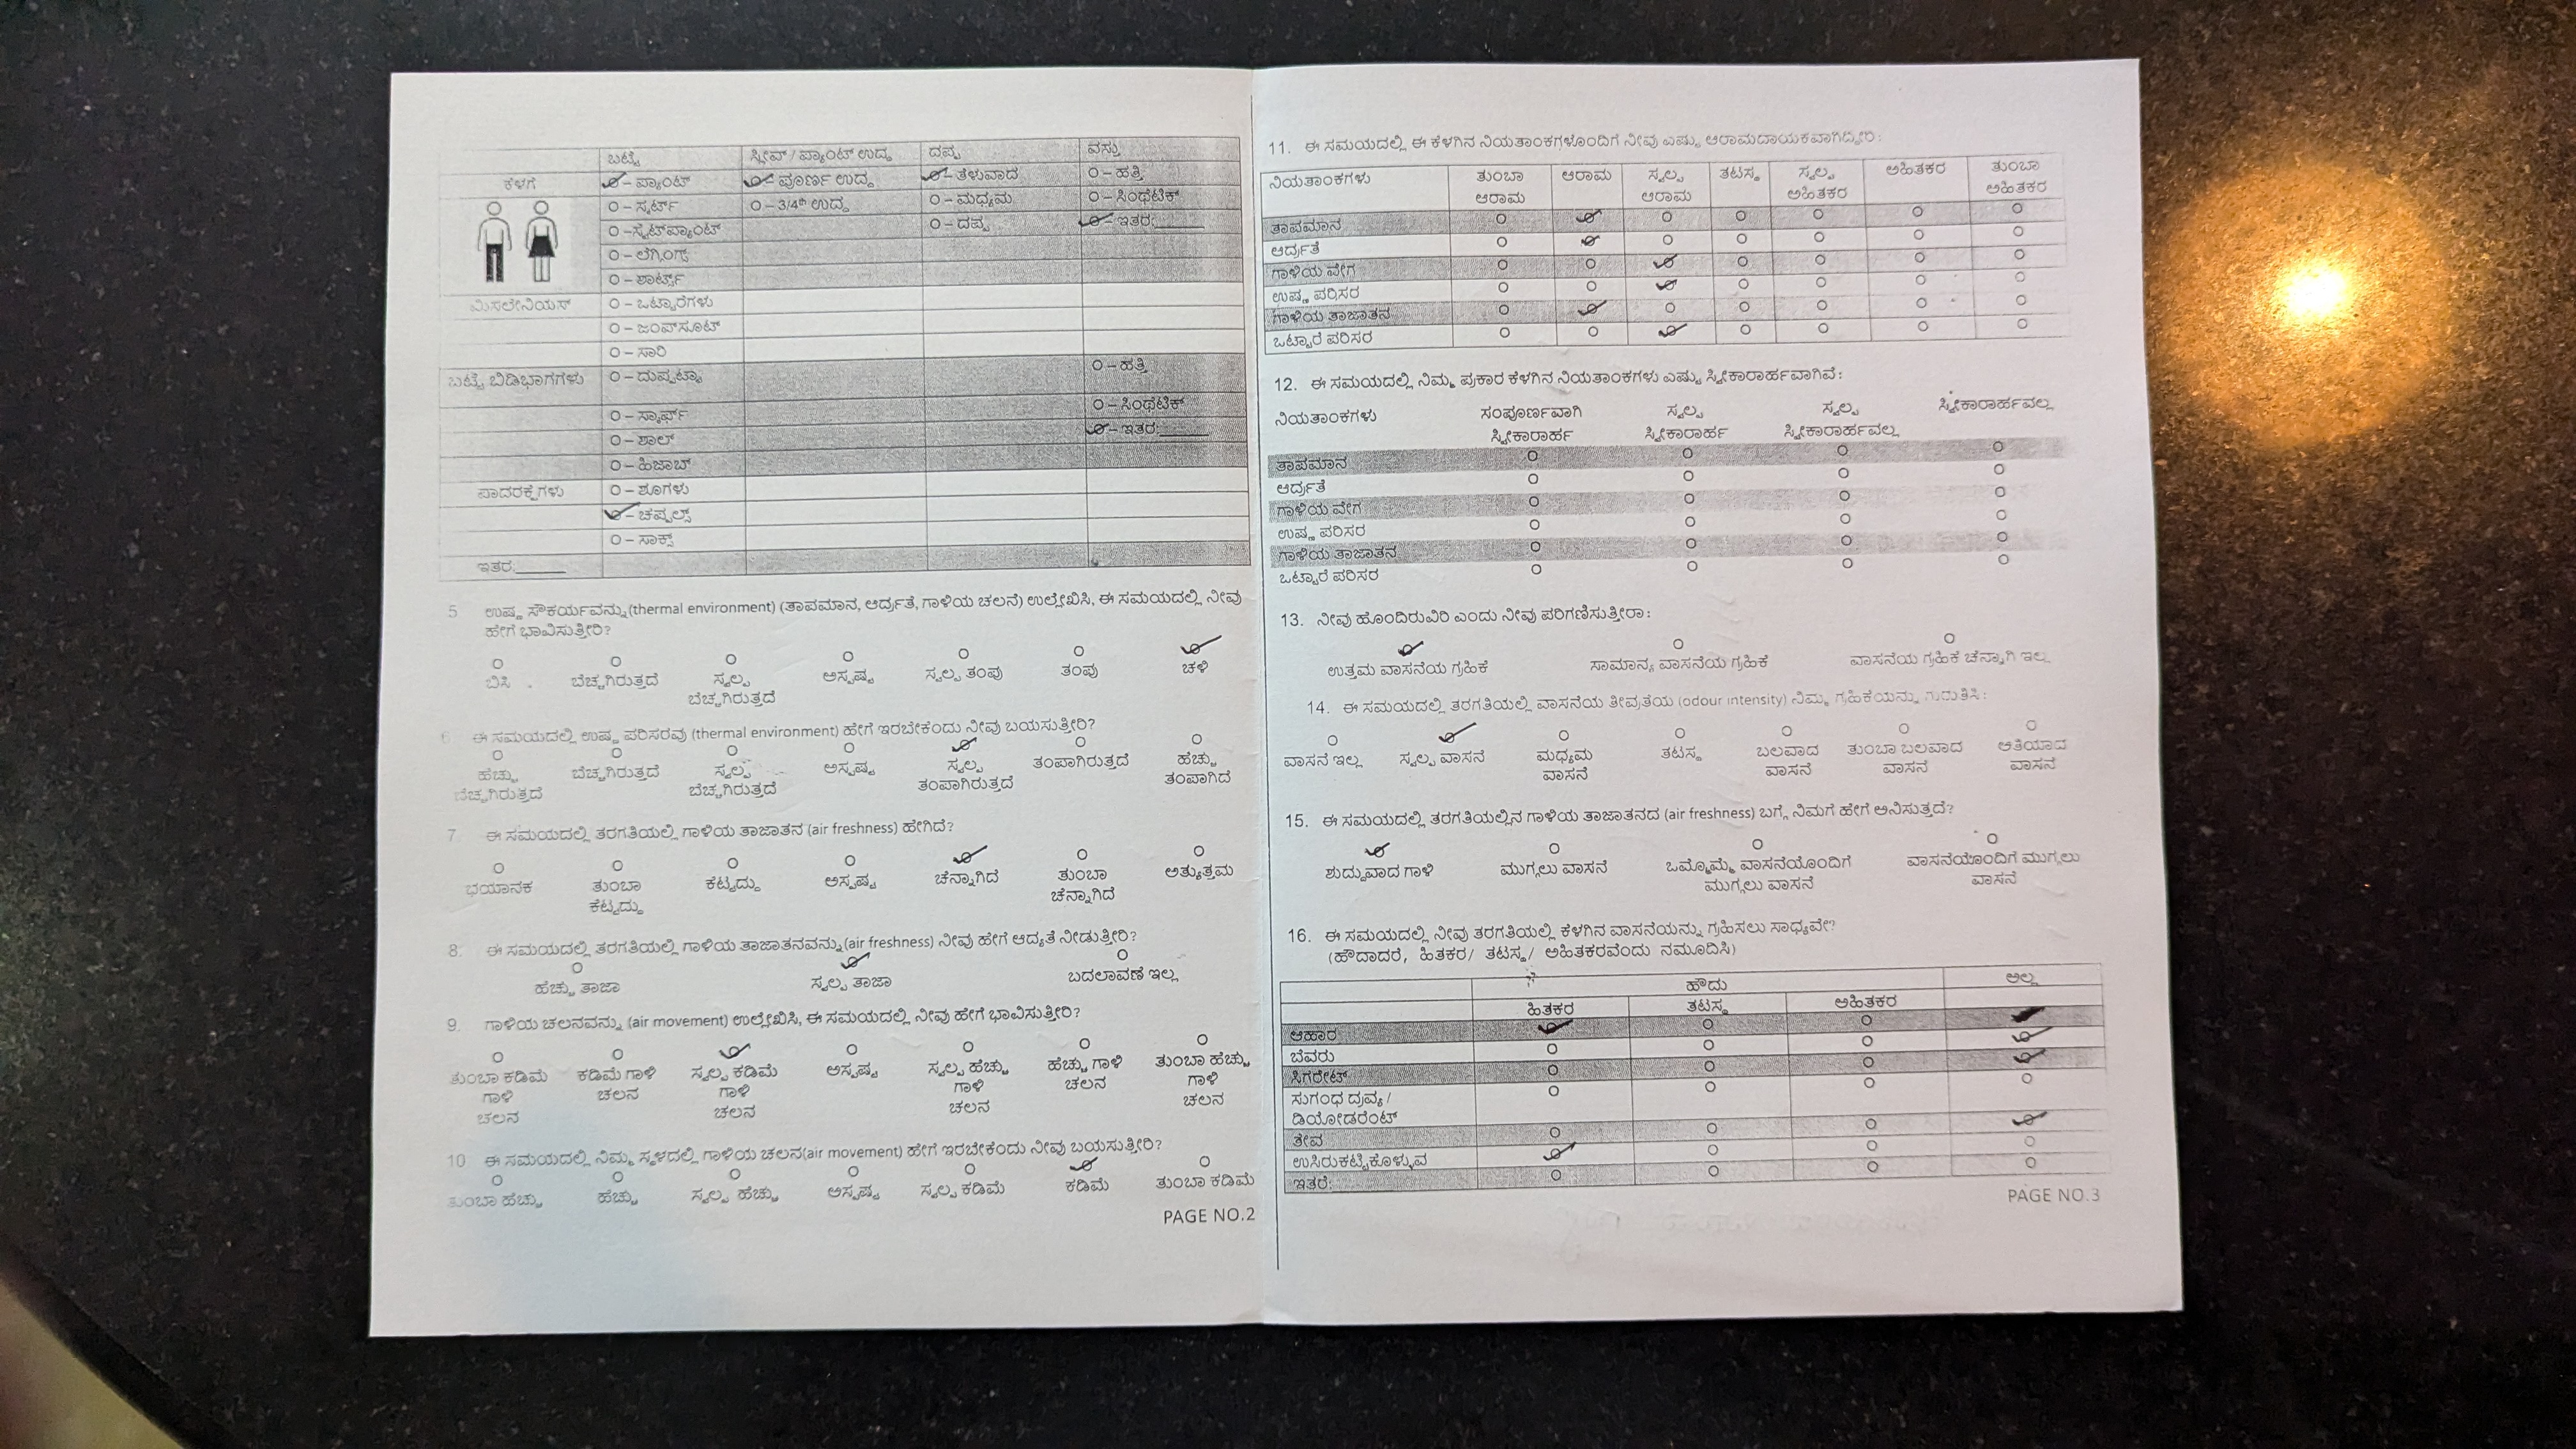 ಬಟ್ಟೆ ಸ್ಲೀವ್ / ಪ್ಯಾಂಟ್ ಉದ್ದ ದಪ್ಪ ವಸ್ತು
ಕೆಳಗೆ O – ಪ್ಯಾಂಟ್ O – ಪೂರ್ಣ ಉದ್ದ O – ತೆಳುವಾದ O – ಹತ್ತಿ
O – ಸ್ಕರ್ಟ್ O – 3/4th ಉದ್ದ O – ಮಧ್ಯಮ O – ಸಿಂಥೆಟಿಕ್
O –ಸ್ವೆಟ್‌ಪ್ಯಾಂಟ್ O – ದಪ್ಪ O – ಇತರ:______
O – ಲೆಗ್ಗಿಂಗ್ಸ್
O – ಶಾರ್ಟ್ಸ್
ಮಿಸಲೇನಿಯಸ್ O – ಒಟ್ಟಾರೆಗಳು
O – ಜಂಪ್‌ಸೂಟ್
O – ಸಾರಿ
ಬಟ್ಟೆ ಬಿಡಿಭಾಗಗಳು O – ದುಪ್ಪಟ್ಟಾ O – ಹತ್ತಿ
O – ಸ್ಕಾರ್ಫ್ O – ಸಿಂಥೆಟಿಕ್
O – ಶಾಲ್ O – ಇತರ:______
O – ಹಿಜಾಬ್
ಪಾದರಕ್ಷೆಗಳು O – ಶೂಗಳು
O – ಚಪ್ಪಲ್ಸ್
O – ಸಾಕ್ಸ್
ಇತರ:______
5 ಉಷ್ಣ ಸೌಕರ್ಯವನ್ನು (thermal environment) (ತಾಪಮಾನ, ಆರ್ದ್ರತೆ, ಗಾಳಿಯ ಚಲನೆ) ಉಲ್ಲೇಖಿಸಿ, ಈ ಸಮಯದಲ್ಲಿ ನೀವು
ಹೇಗೆ ಭಾವಿಸುತ್ತೀರಿ?
O O O O O O O
ಬಿಸಿ ಬೆಚ್ಚಗಿರುತ್ತದೆ ಸ್ವಲ್ಪ ಅಸ್ಪಷ್ಟ ಸ್ವಲ್ಪ ತಂಪು ತಂಪು ಚಳಿ
ಬೆಚ್ಚಗಿರುತ್ತದೆ
6 ಈ ಸಮಯದಲ್ಲಿ ಉಷ್ಣ ಪರಿಸರವು (thermal environment) ಹೇಗೆ ಇರಬೇಕೆಂದು ನೀವು ಬಯಸುತ್ತೀರಿ?
O O O O O O O
ಹೆಚ್ಚು ಬೆಚ್ಚಗಿರುತ್ತದೆ ಸ್ವಲ್ಪ ಅಸ್ಪಷ್ಟ ಸ್ವಲ್ಪ ತಂಪಾಗಿರುತ್ತದೆ ಹೆಚ್ಚು
ಬೆಚ್ಚಗಿರುತ್ತದೆ ಬೆಚ್ಚಗಿರುತ್ತದೆ ತಂಪಾಗಿರುತ್ತದೆ ತಂಪಾಗಿದೆ
7 ಈ ಸಮಯದಲ್ಲಿ ತರಗತಿಯಲ್ಲಿ ಗಾಳಿಯ ತಾಜಾತನ (air freshness) ಹೇಗಿದೆ?
O O O O O O O
ಭಯಾನಕ ತುಂಬಾ ಕೆಟ್ಟದ್ದು ಅಸ್ಪಷ್ಟ ಚೆನ್ನಾಗಿದೆ ತುಂಬಾ ಅತ್ಯುತ್ತಮ
ಕೆಟ್ಟದ್ದು ಚೆನ್ನಾಗಿದೆ
8. ಈ ಸಮಯದಲ್ಲಿ ತರಗತಿಯಲ್ಲಿ ಗಾಳಿಯ ತಾಜಾತನವನ್ನು (air freshness) ನೀವು ಹೇಗೆ ಆದ್ಯತೆ ನೀಡುತ್ತೀರಿ?
O O O
ಹೆಚ್ಚು ತಾಜಾ ಸ್ವಲ್ಪ ತಾಜಾ ಬದಲಾವಣೆ ಇಲ್ಲ
9. ಗಾಳಿಯ ಚಲನವನ್ನು (air movement) ಉಲ್ಲೇಖಿಸಿ, ಈ ಸಮಯದಲ್ಲಿ ನೀವು ಹೇಗೆ ಭಾವಿಸುತ್ತೀರಿ?
O O O O O O O
ತುಂಬಾ ಕಡಿಮೆ ಕಡಿಮೆ ಗಾಳಿ ಸ್ವಲ್ಪ ಕಡಿಮೆ ಅಸ್ಪಷ್ಟ ಸ್ವಲ್ಪ ಹೆಚ್ಚು ಹೆಚ್ಚು ಗಾಳಿ ತುಂಬಾ ಹೆಚ್ಚು
ಗಾಳಿ ಚಲನ ಗಾಳಿ ಗಾಳಿ ಚಲನ ಗಾಳಿ
ಚಲನ ಚಲನ ಚಲನ ಚಲನ
10 ಈ ಸಮಯದಲ್ಲಿ ನಿಮ್ಮ ಸ್ಥಳದಲ್ಲಿ ಗಾಳಿಯ ಚಲನ(air movement) ಹೇಗೆ ಇರಬೇಕೆಂದು ನೀವು ಬಯಸುತ್ತೀರಿ?
O O O O O O O
ತುಂಬಾ ಹೆಚ್ಚು ಹೆಚ್ಚು ಸ್ವಲ್ಪ ಹೆಚ್ಚು ಅಸ್ಪಷ್ಟ ಸ್ವಲ್ಪ ಕಡಿಮೆ ಕಡಿಮೆ ತುಂಬಾ ಕಡಿಮೆ
PAGE NO.2
11. ಈ ಸಮಯದಲ್ಲಿ ಈ ಕೆಳಗಿನ ನಿಯತಾಂಕಗಳೊಂದಿಗೆ ನೀವು ಎಷ್ಟು ಆರಾಮದಾಯಕವಾಗಿದ್ದೀರಿ:
ನಿಯತಾಂಕಗಳು ತುಂಬಾ ಆರಾಮ ಸ್ವಲ್ಪ ತಟಸ್ಥ ಸ್ವಲ್ಪ ಅಹಿತಕರ ತುಂಬಾ
ಆರಾಮ ಆರಾಮ ಅಹಿತಕರ ಅಹಿತಕರ
ತಾಪಮಾನ O O O O O O O
ಆರ್ದ್ರತೆ O O O O O O O
ಗಾಳಿಯ ವೇಗ O O O O O O O
ಉಷ್ಣ ಪರಿಸರ O O O O O O O
ಗಾಳಿಯ ತಾಜಾತನ O O O O O O O
ಒಟ್ಟಾರೆ ಪರಿಸರ O O O O O O O
12. ಈ ಸಮಯದಲ್ಲಿ ನಿಮ್ಮ ಪ್ರಕಾರ ಕೆಳಗಿನ ನಿಯತಾಂಕಗಳು ಎಷ್ಟು ಸ್ವೀಕಾರಾರ್ಹವಾಗಿವೆ:
ನಿಯತಾಂಕಗಳು ಸಂಪೂರ್ಣವಾಗಿ ಸ್ವಲ್ಪ ಸ್ವಲ್ಪ ಸ್ವೀಕಾರಾರ್ಹವಲ್ಲ
ಸ್ವೀಕಾರಾರ್ಹ ಸ್ವೀಕಾರಾರ್ಹ ಸ್ವೀಕಾರಾರ್ಹವಲ್ಲ
ತಾಪಮಾನ O O O O
ಆರ್ದ್ರತೆ O O O O
ಗಾಳಿಯ ವೇಗ O O O O
ಉಷ್ಣ ಪರಿಸರ O O O O
ಗಾಳಿಯ ತಾಜಾತನ O O O O
ಒಟ್ಟಾರೆ ಪರಿಸರ O O O O
13. ನೀವು ಹೊಂದಿರುವಿರಿ ಎಂದು ನೀವು ಪರಿಗಣಿಸುತ್ತೀರಾ:
O O O
ಉತ್ತಮ ವಾಸನೆಯ ಗ್ರಹಿಕೆ ಸಾಮಾನ್ಯ ವಾಸನೆಯ ಗ್ರಹಿಕೆ ವಾಸನೆಯ ಗ್ರಹಿಕೆ ಚೆನ್ನಾಗಿ ಇಲ್ಲ
14. ಈ ಸಮಯದಲ್ಲಿ ತರಗತಿಯಲ್ಲಿ ವಾಸನೆಯ ತೀವ್ರತೆಯ (odour intensity) ನಿಮ್ಮ ಗ್ರಹಿಕೆಯನ್ನು ಗುರುತಿಸಿ:
O O O O O O O
ವಾಸನೆ ಇಲ್ಲ ಸ್ವಲ್ಪ ವಾಸನೆ ಮಧ್ಯಮ ತಟಸ್ಥ ಬಲವಾದ ತುಂಬಾ ಬಲವಾದ ಅತಿಯಾದ
ವಾಸನೆ ವಾಸನೆ ವಾಸನೆ ವಾಸನೆ
15. ಈ ಸಮಯದಲ್ಲಿ ತರಗತಿಯಲ್ಲಿನ ಗಾಳಿಯ ತಾಜಾತನದ (air freshness) ಬಗ್ಗೆ ನಿಮಗೆ ಹೇಗೆ ಅನಿಸುತ್ತದೆ?
O O O O
ಶುದ್ಧವಾದ ಗಾಳಿ ಮುಗ್ಗಲು ವಾಸನೆ ಒಮ್ಮೊಮ್ಮೆ ವಾಸನೆಯೊಂದಿಗೆ ವಾಸನೆಯೊಂದಿಗೆ ಮುಗ್ಗಲು
ಮುಗ್ಗಲು ವಾಸನೆ ವಾಸನೆ
16. ಈ ಸಮಯದಲ್ಲಿ ನೀವು ತರಗತಿಯಲ್ಲಿ ಕೆಳಗಿನ ವಾಸನೆಯನ್ನು ಗ್ರಹಿಸಲು ಸಾಧ್ಯವೇ?
(ಹೌದಾದರೆ, ಹಿತಕರ/ ತಟಸ್ಥ/ ಅಹಿತಕರವೆಂದು ನಮೂದಿಸಿ)
ಹೌದು ಅಲ್ಲ
ಹಿತಕರ ತಟಸ್ಥ ಅಹಿತಕರ
ಆಹಾರ O O O
ಬೆವರು O O O O
ಸಿಗರೇಟ್ O O O O
ಸುಗಂಧ ದ್ರವ್ಯ/ O O O O
ಡಿಯೋಡರೆಂಟ್
ತೇವ O O O O
ಉಸಿರುಕಟ್ಟಿಕೊಳ್ಳುವ O O O O
ಇತರೆ: O O O O
PAGE NO.3